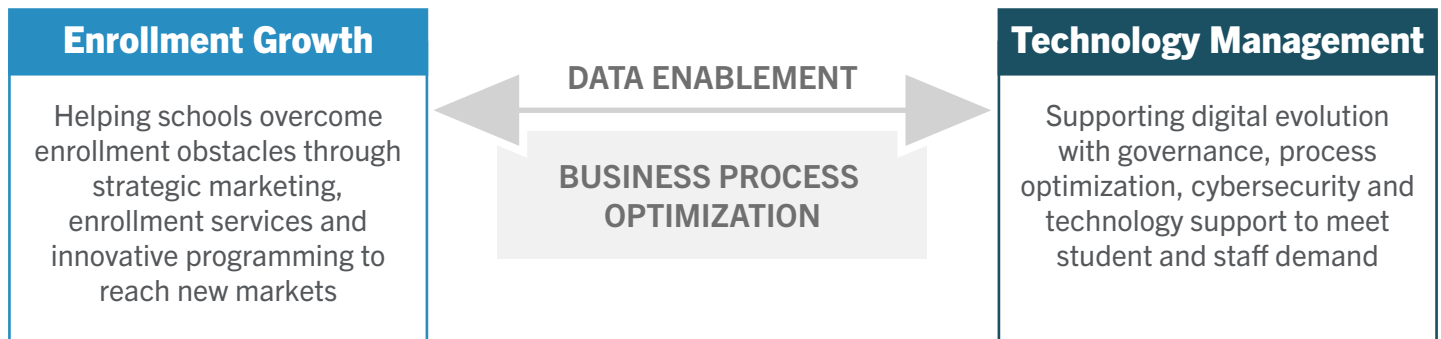 Enrollment Growth
Helping schools overcome
enrollment obstacles through
strategic marketing,
enrollment services and
innovative programming to
reach new markets
DATA ENABLEMENT
BUSINESS PROCESS
OPTIMIZATION
Technology Management
Supporting digital evolution
with governance, process
optimization, cybersecurity and
technology support to meet
student and staff demand